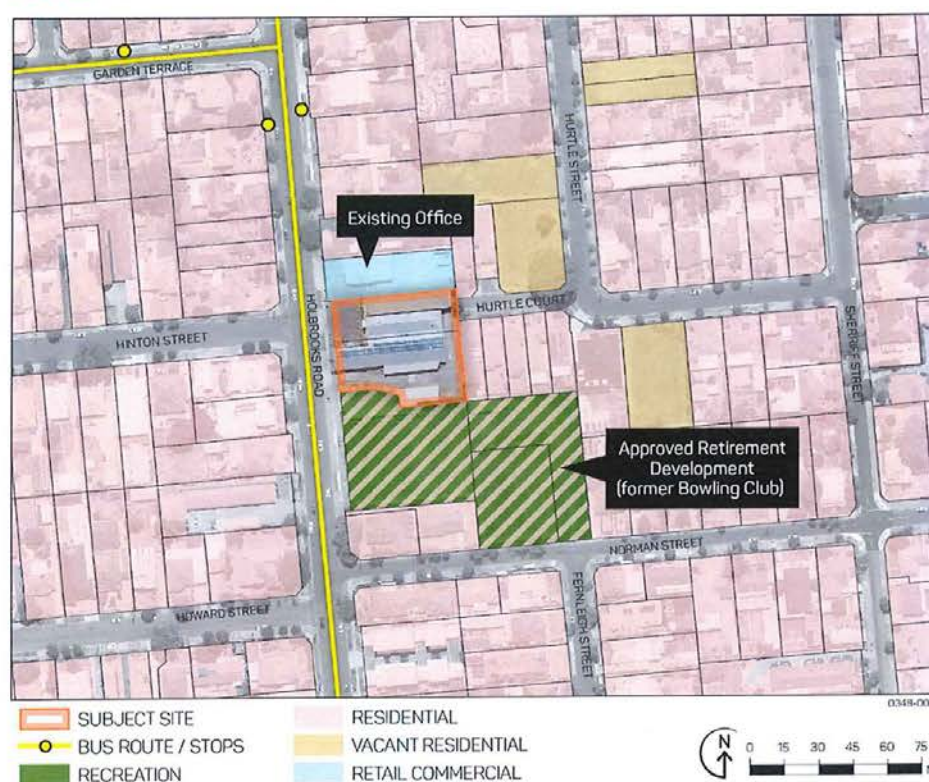 GARDEN TERRACE
HURTLE STREET
Existing Office
HOLBROOKS ROAD
HURTLE COURT
HINTON STREET
SHERRIFF STREET
Approved Retirement
Development
(former Bowling Club)
NORMAN STREET
HOWARD STREET
FERNLEIGH STREET
SUBJECT SITE
BUS ROUTE / STOPS
RECREATION
RESIDENTIAL
VACANT RESIDENTIAL
RETAIL COMMERCIAL
N
0 15 30 45 60 75